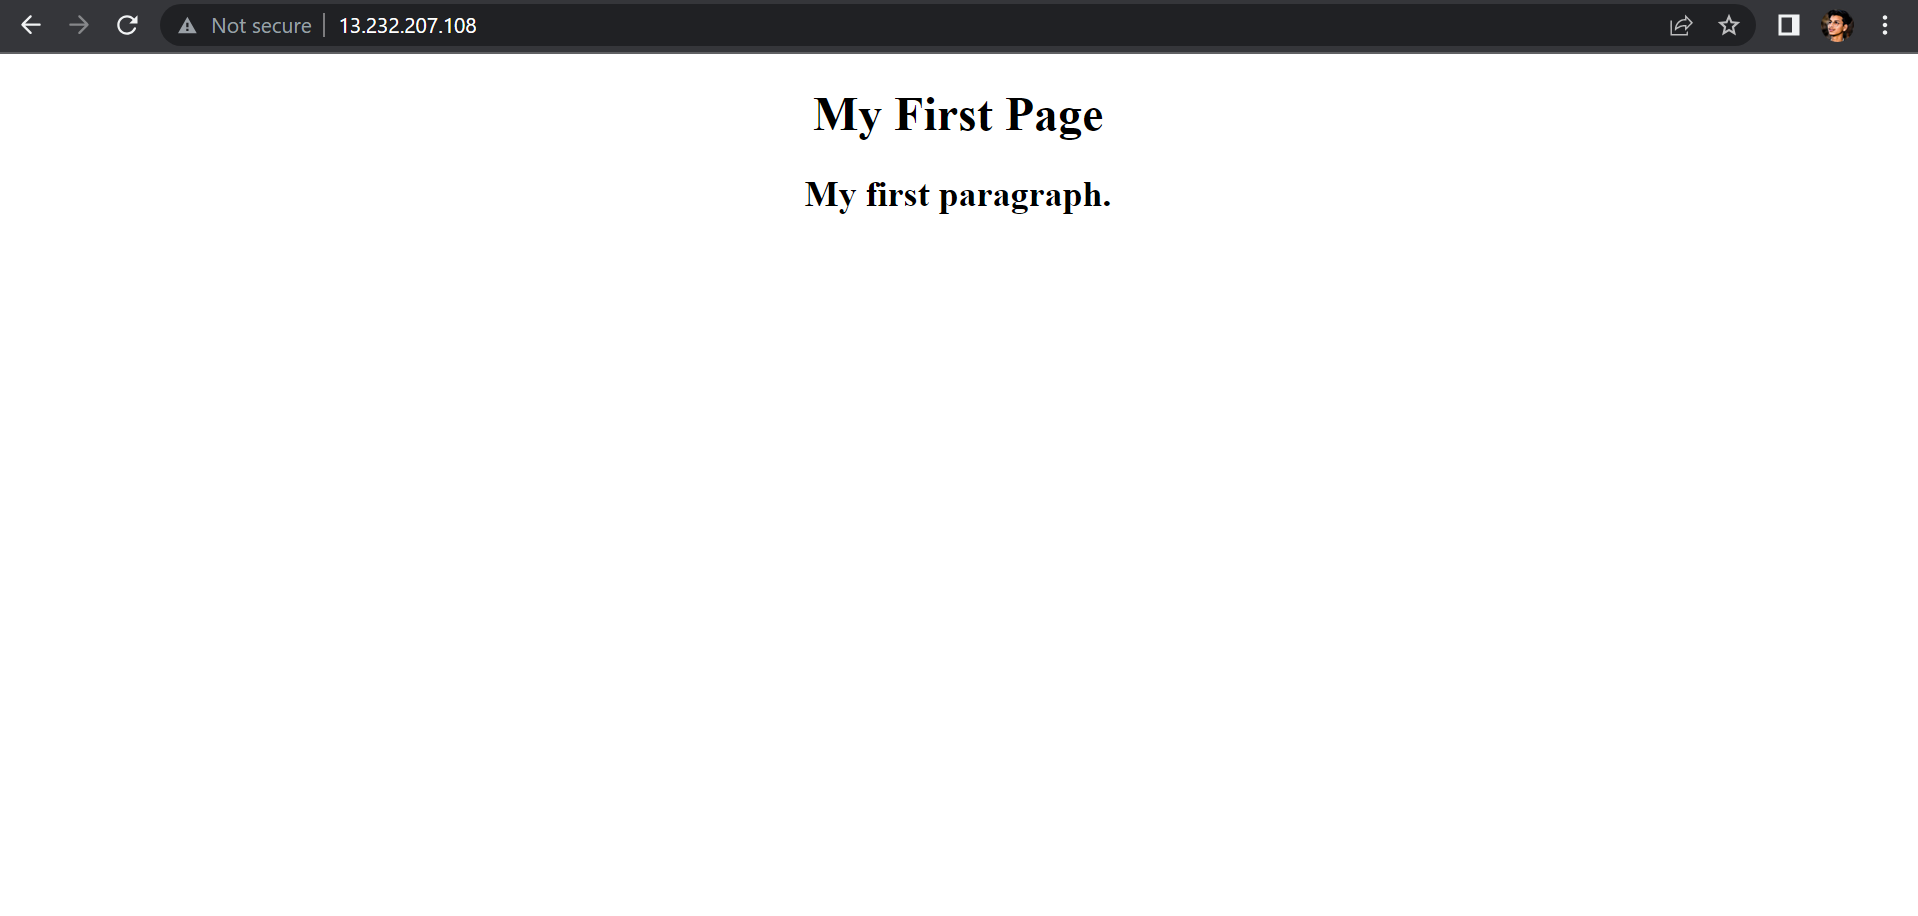 Not secure 13.232.207.108
My First Page
My first paragraph.